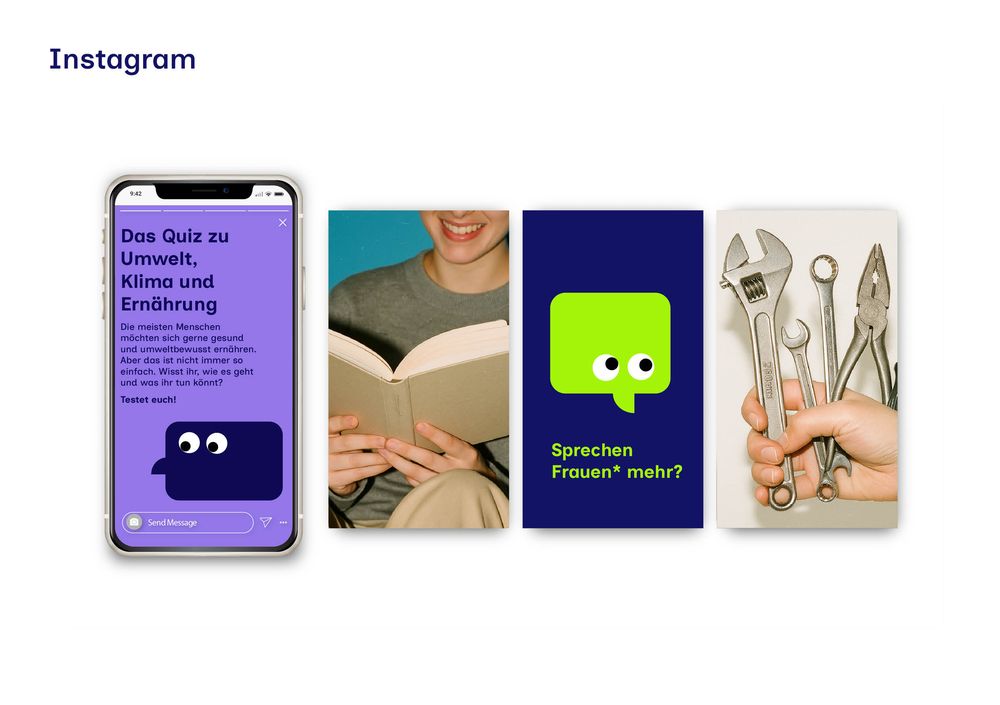 Instagram
9:42
Das Quiz zu
Umwelt,
Klima und
Ernährung
Die meisten Menschen
möchten sich gerne gesund
und umweltbewusst ernähren.
Aber das ist nicht immer so
einfach. Wisst ihr, wie es geht
und was ihr tun könnt?
Testet euch!
Send Message
Sprechen
Frauen* mehr?